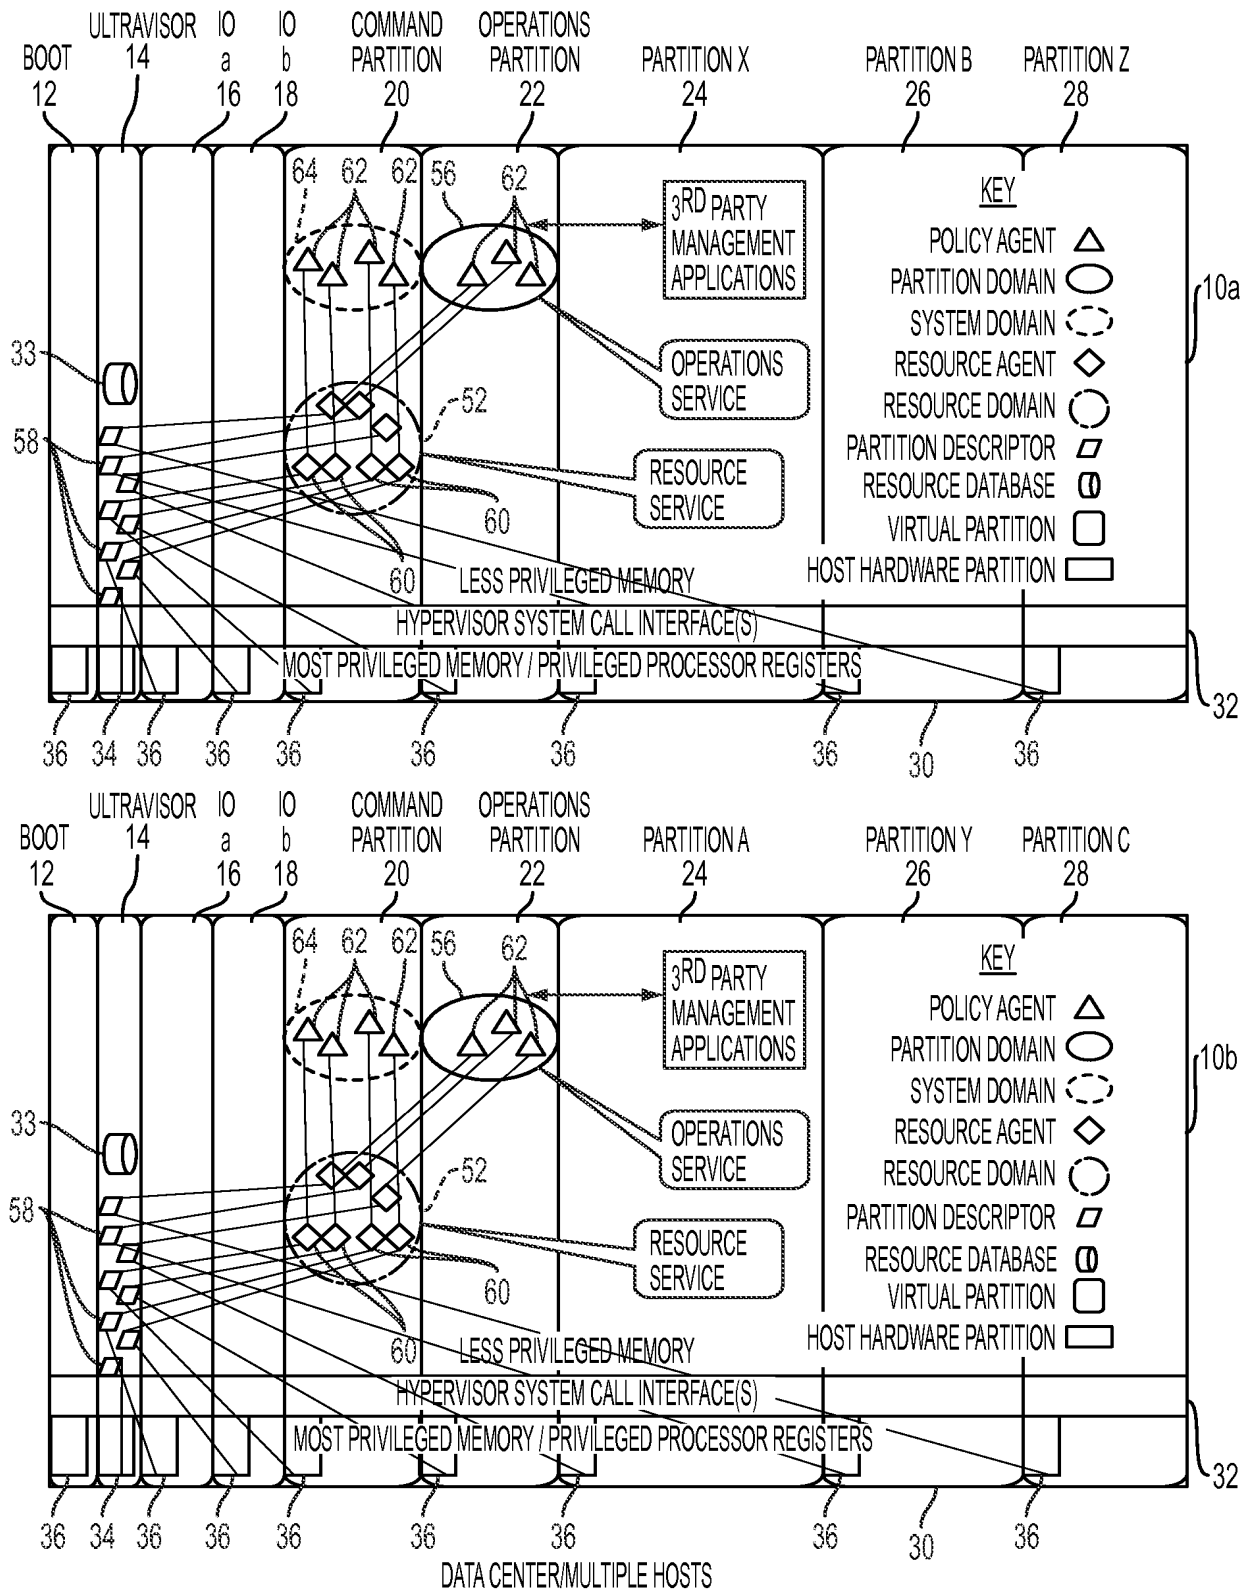 ULTRAVISOR IO IO COMMAND OPERATIONS
BOOT 14 a b PARTITION PARTITION PARTITION X PARTITION B PARTITION Z
12 16 18 20 22 24 26 28
64 62 62 56 62
3RD PARTY
MANAGEMENT
APPLICATIONS
KEY
POLICY AGENT
PARTITION DOMAIN
SYSTEM DOMAIN
RESOURCE AGENT
RESOURCE DOMAIN
PARTITION DESCRIPTOR
RESOURCE DATABASE
VIRTUAL PARTITION
HOST HARDWARE PARTITION
10a
33
OPERATIONS
SERVICE
52
58
RESOURCE
SERVICE
60
60
LESS PRIVILEGED MEMORY
HYPERVISOR SYSTEM CALL INTERFACE(S)
MOST PRIVILEGED MEMORY / PRIVILEGED PROCESSOR REGISTERS
32
36 34 36 36 36 36 36 36 30 36
ULTRAVISOR IO IO COMMAND OPERATIONS
BOOT 14 a b PARTITION PARTITION PARTITION A PARTITION Y PARTITION C
12 16 18 20 22 24 26 28
64 62 62 56 62
3RD PARTY
MANAGEMENT
APPLICATIONS
KEY
POLICY AGENT
PARTITION DOMAIN
SYSTEM DOMAIN
RESOURCE AGENT
RESOURCE DOMAIN
PARTITION DESCRIPTOR
RESOURCE DATABASE
VIRTUAL PARTITION
HOST HARDWARE PARTITION
10b
33
OPERATIONS
SERVICE
52
58
RESOURCE
SERVICE
60
60
LESS PRIVILEGED MEMORY
HYPERVISOR SYSTEM CALL INTERFACE(S)
MOST PRIVILEGED MEMORY / PRIVILEGED PROCESSOR REGISTERS
32
36 34 36 36 36 36 36 36 30 36
DATA CENTER/MULTIPLE HOSTS